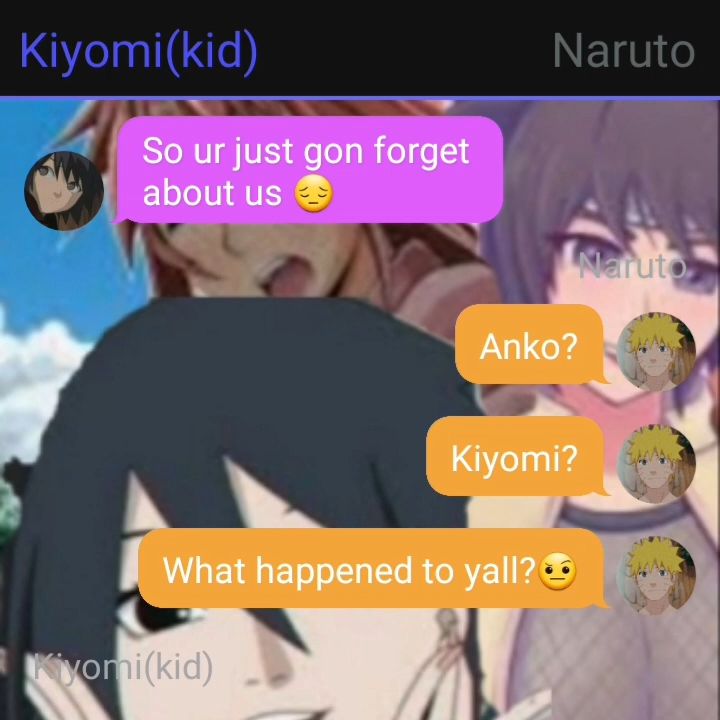 Kiyomi(kid) Naruto
So ur just gon forget
about us 😔
Naruto
Anko?
Kiyomi?
What happened to yall?🤨
Kiyomi(kid)